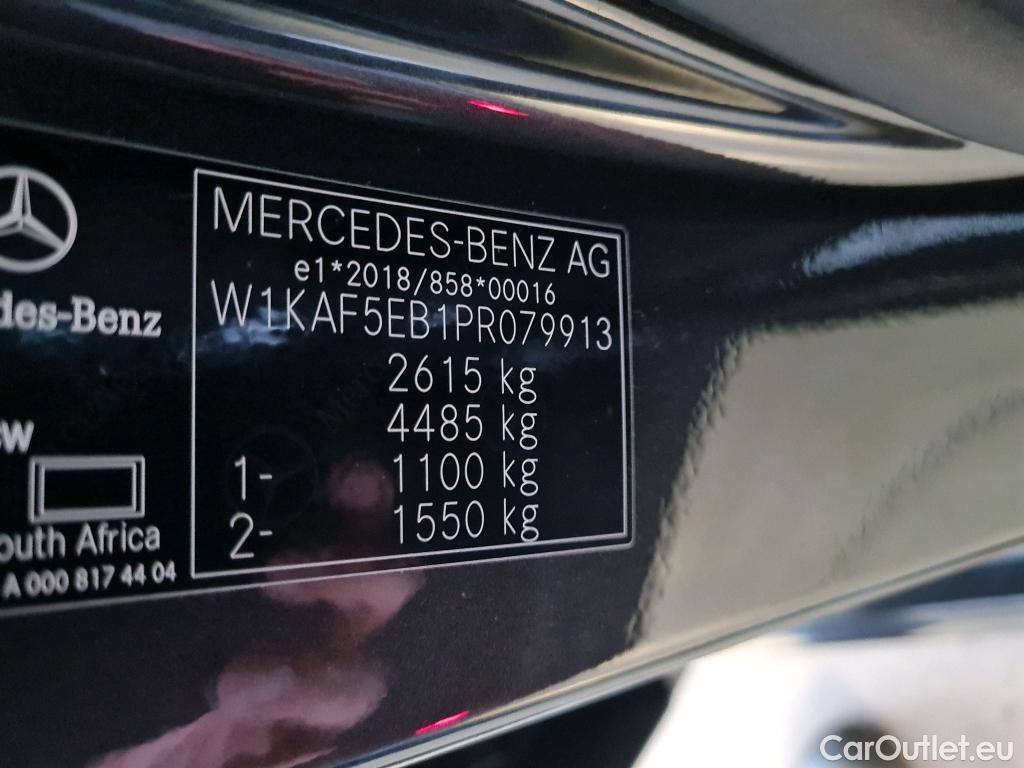 MERCEDES-BENZ AG
e1*2018/858*00016
W1KAF5EB1PR079913
2615 kg
4485 kg
1- 1100 kg
2- 1550 kg
des-Benz
outh Africa
A 000 817 44 04
CarOutlet.eu